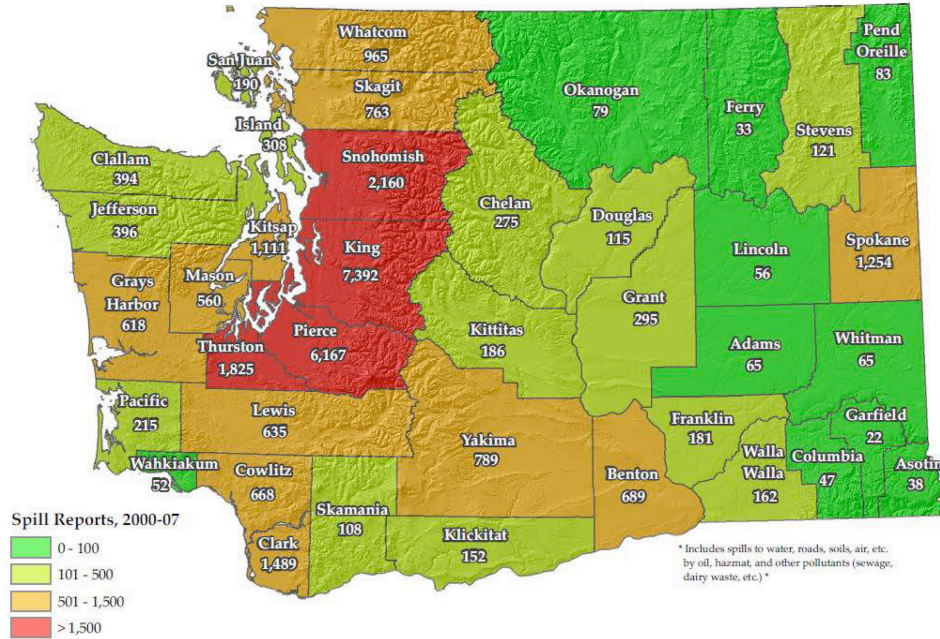 Whatcom
965
San Juan
190
Skagit
763
Island
308
Okanogan
79
Ferry
33
Stevens
121
Pend
Oreille
83
Clallam
394
Jefferson
396
Snohomish
2,160
Chelan
275
Douglas
115
Kitsap
1,111
King
7,392
Lincoln
56
Spokane
1,254
Grays
Harbor
618
Mason
560
Grant
295
Kittitas
186
Thurston
1,825
Pierce
6,167
Adams
65
Whitman
65
Pacific
215
Lewis
635
Yakima
789
Benton
689
Franklin
181
Walla
Walla
162
Garfield
22
Columbia
47
Asotin
38
Wahkiakum
52
Cowlitz
668
Skamania
108
Klickitat
152
Clark
1,489
Spill Reports, 2000-07
0 - 100
101 - 500
501 - 1,500
> 1,500
* Includes spills to water, roads, soils, air, etc.
by oil, hazmat, and other pollutants (sewage,
dairy waste, etc.) *